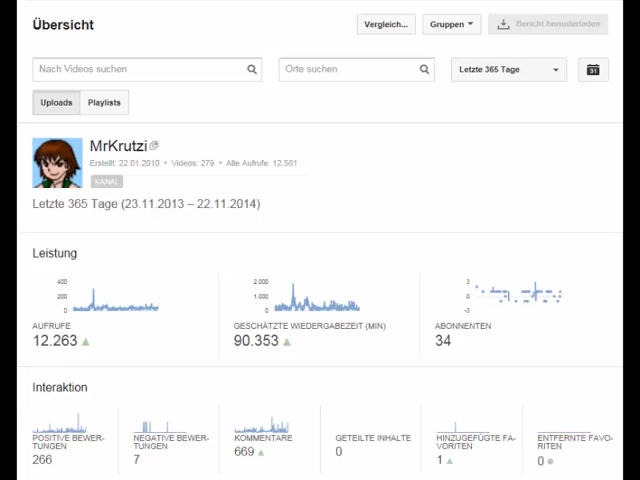 Übersicht
Vergleich... Gruppen Bericht herunterladen
Nach Videos suchen Orte suchen Letzte 365 Tage 31
Uploads Playlists
MrKrutzi
Erstellt: 22.01.2010 • Videos: 279 • Alle Aufrufe: 12.581
KANAL
Letzte 365 Tage (23.11.2013 – 22.11.2014)
Leistung
400 2.000 3
200 1.000 0
0 0 -3
AUFRUFE GESCHÄTZTE WIEDERGABEZEIT (MIN) ABONNENTEN
12.263 90.353 34
Interaktion
POSITIVE BEWER-
TUNGEN
266
NEGATIVE BEWER-
TUNGEN
7
KOMMENTARE
669
GETEILTE INHALTE
0
HINZUGEFÜGTE FA-
VORITEN
1
ENTFERNTE FAVO-
RITEN
0